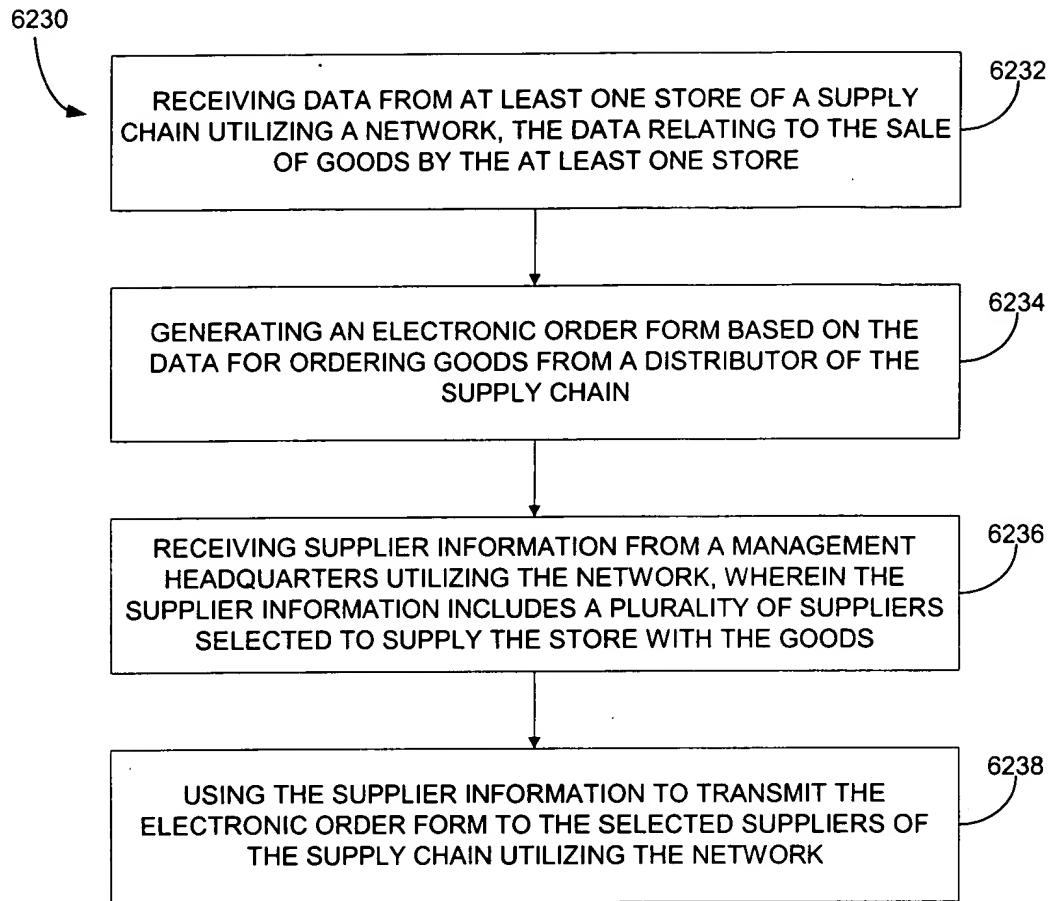 6230
6232
RECEIVING DATA FROM AT LEAST ONE STORE OF A SUPPLY
CHAIN UTILIZING A NETWORK, THE DATA RELATING TO THE SALE
OF GOODS BY THE AT LEAST ONE STORE
6234
GENERATING AN ELECTRONIC ORDER FORM BASED ON THE
DATA FOR ORDERING GOODS FROM A DISTRIBUTOR OF THE
SUPPLY CHAIN
6236
RECEIVING SUPPLIER INFORMATION FROM A MANAGEMENT
HEADQUARTERS UTILIZING THE NETWORK, WHEREIN THE
SUPPLIER INFORMATION INCLUDES A PLURALITY OF SUPPLIERS
SELECTED TO SUPPLY THE STORE WITH THE GOODS
6238
USING THE SUPPLIER INFORMATION TO TRANSMIT THE
ELECTRONIC ORDER FORM TO THE SELECTED SUPPLIERS OF
THE SUPPLY CHAIN UTILIZING THE NETWORK